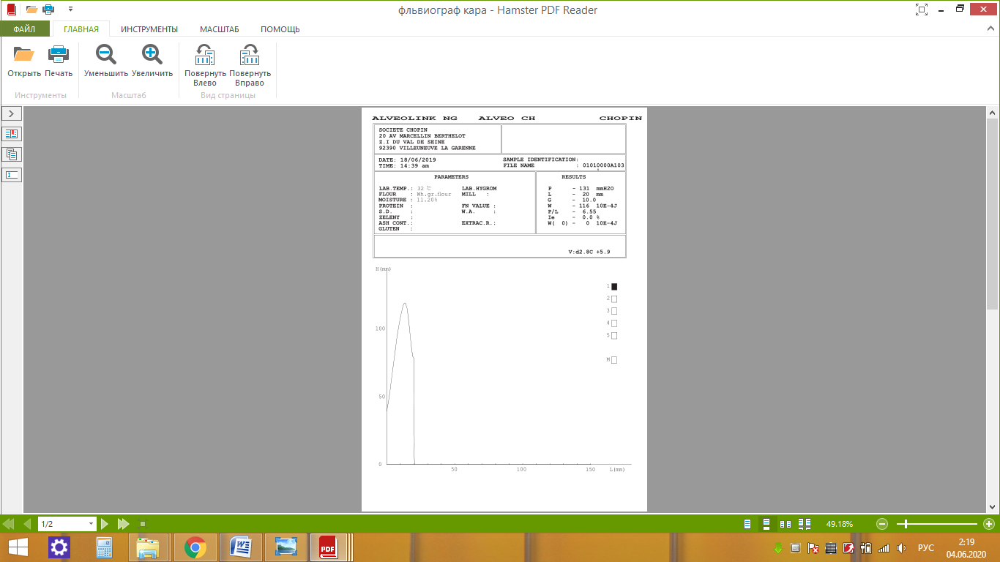 фльвиограф кара - Hamster PDF Reader
ФАЙЛ ГЛАВНАЯ ИНСТРУМЕНТЫ МАСШТАБ ПОМОЩЬ
Открыть Печать Уменьшить Увеличить Повернуть Влево Повернуть Вправо
Инструменты Масштаб Вид страницы
ALVEOLINK NG ALVEO CH CHOPIN
SOCIETE CHOPIN
20 AV MARCELLIN BERTHELOT
Z.I DU VAL DE SEINE
92390 VILLEUNEUVE LA GARENNE
DATE: 18/06/2019 SAMPLE IDENTIFICATION:
TIME: 14:39 am FILE NAME : 01010000A103
PARAMETERS RESULTS
LAB.TEMP.: 32 °C LAB.HYGROM P - 131 mmH2O
FLOUR : Wh.gr.flour MILL : L - 20 mm
MOISTURE : 11.20% G - 10.0
PROTEIN : FN VALUE : W - 116 10E-4J
S.D. : W.A. : P/L - 6.55
ZELENY : Ie - 0.0 %
ASH CONT.: EXTRAC.R.: W( 0) - 0 10E-4J
GLUTEN :
V:d2.8C +5.9
H(mm)
1
2
3
4
5
M
100
50
0
50 100 150 L(mm)
1/2 49.18%
PDF
РУС
2:19
04.06.2020